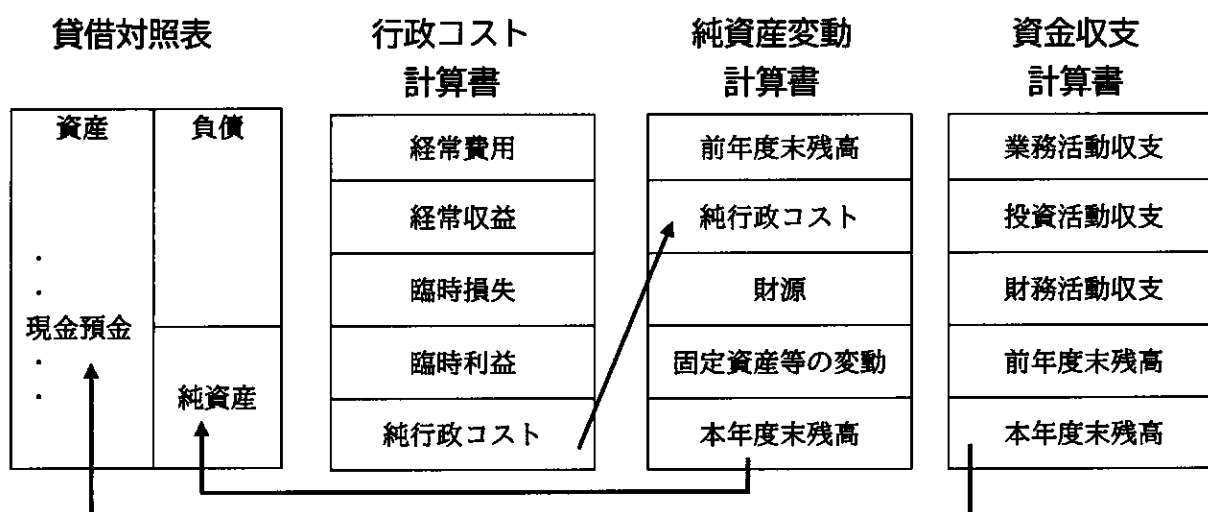 貸借対照表
資産
負債
・
・
現金預金
・
・
純資産
行政コスト
計算書
経常費用
経常収益
臨時損失
臨時利益
純行政コスト
純資産変動
計算書
前年度末残高
純行政コスト
財源
固定資産等の変動
本年度末残高
資金収支
計算書
業務活動収支
投資活動収支
財務活動収支
前年度末残高
本年度末残高